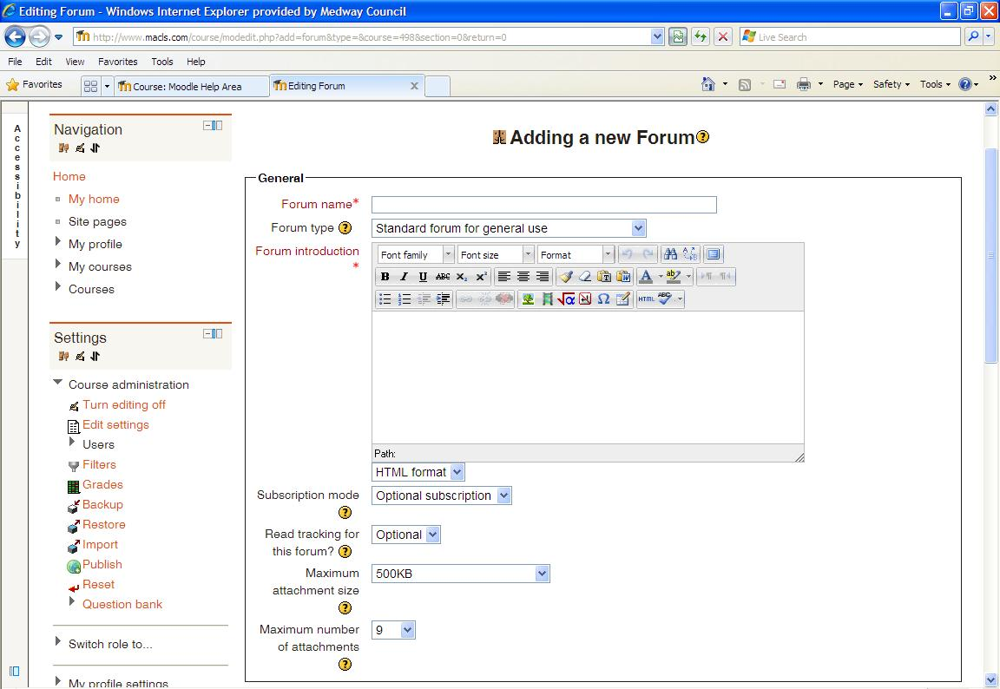 Editing Forum - Windows Internet Explorer provided by Medway Council
http://www.macls.com/course/modedit.php?add=forum&type=&course=498&section=0&return=0
Live Search
File Edit View Favorites Tools Help
Favorites
Course: Moodle Help Area
Editing Forum
Page Safety Tools
Accessibility
Navigation
Home
My home
Site pages
My profile
My courses
Courses
Settings
Course administration
Turn editing off
Edit settings
Users
Filters
Grades
Backup
Restore
Import
Publish
Reset
Question bank
Switch role to...
My profile settings
Adding a new Forum
General
Forum name*
Forum type Standard forum for general use
Forum introduction
*
Font family Font size Format
B I U ABC X₂ X²
HTML ABC
Path:
HTML format
Subscription mode Optional subscription
Read tracking for Optional
this forum?
Maximum 500KB
attachment size
Maximum number 9
of attachments